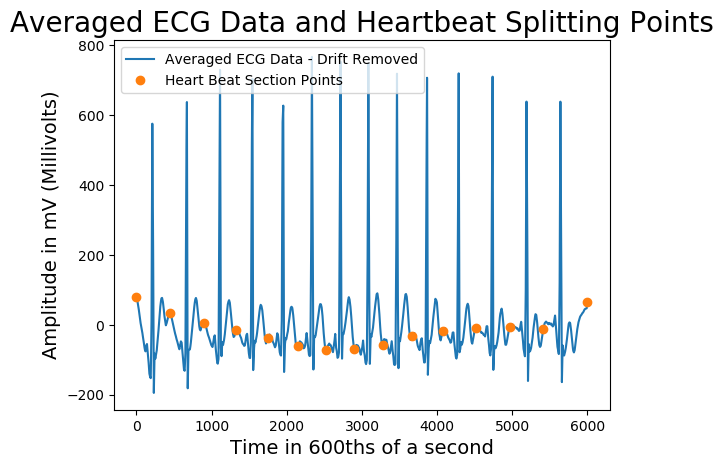 Averaged ECG Data and Heartbeat Splitting Points
Averaged ECG Data - Drift Removed
Heart Beat Section Points
Amplitude in mV (Millivolts)
800
600
400
200
0
−200
−400
0 1000 2000 3000 4000 5000 6000
Time in 600ths of a second